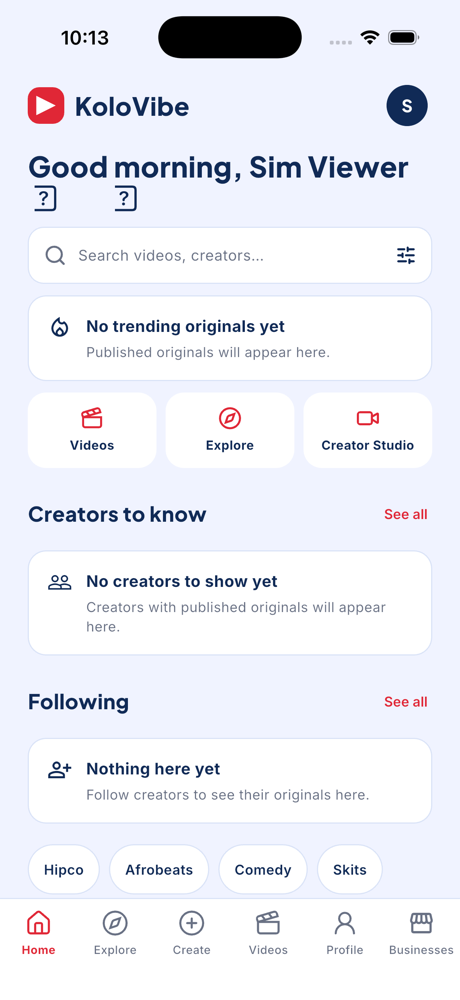 10:13
KoloVibe
S
Good morning, Sim Viewer
Search videos, creators...
No trending originals yet
Published originals will appear here.
Videos
Explore
Creator Studio
Creators to know
See all
No creators to show yet
Creators with published originals will appear
here.
Following
See all
Nothing here yet
Follow creators to see their originals here.
Hipco
Afrobeats
Comedy
Skits
Home
Explore
Create
Videos
Profile
Businesses